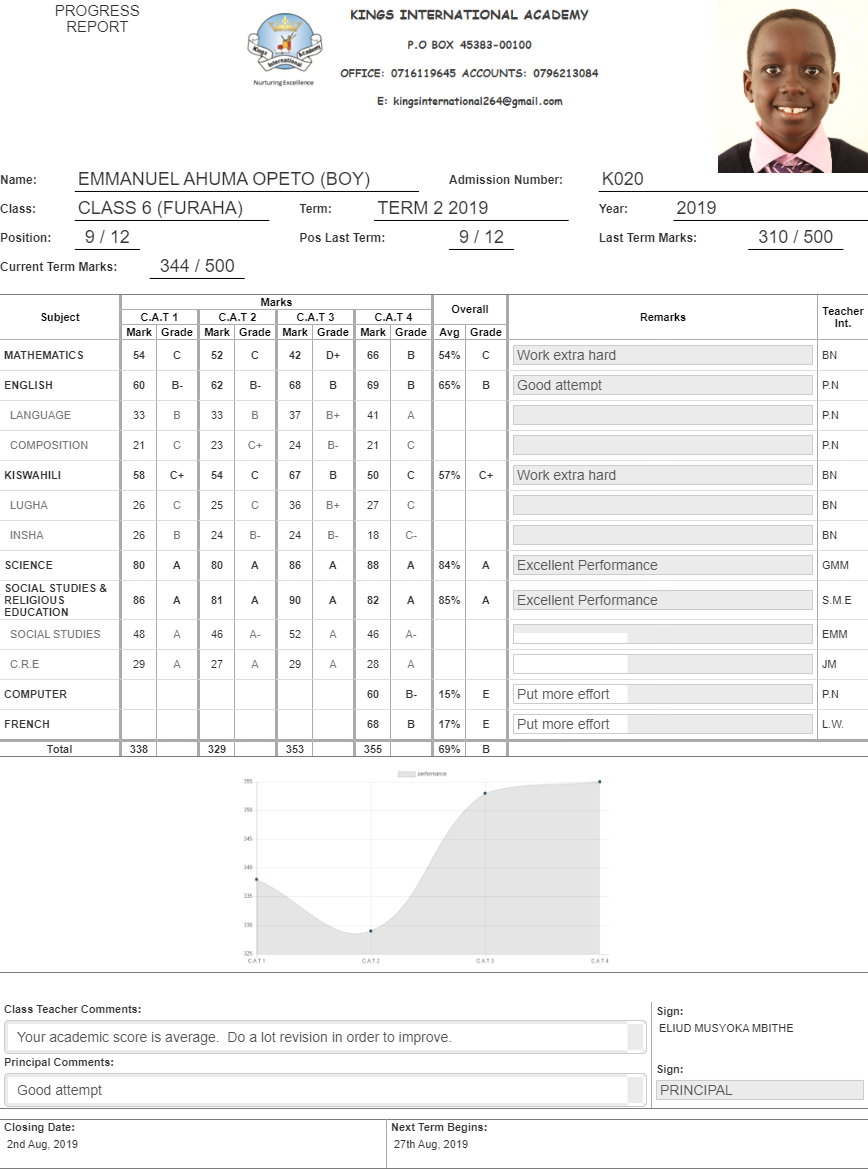 PROGRESS
REPORT
Kings International Academy
Nurturing Excellence
KINGS INTERNATIONAL ACADEMY
P.O BOX 45383-00100
OFFICE: 0716119645 ACCOUNTS: 0796213084
E: kingsinternational264@gmail.com
Name: EMMANUEL AHUMA OPETO (BOY) Admission Number: K020
Class: CLASS 6 (FURAHA) Term: TERM 2 2019 Year: 2019
Position: 9 / 12 Pos Last Term: 9 / 12 Last Term Marks: 310 / 500
Current Term Marks: 344 / 500
Subject Marks Overall Remarks Teacher Int.
C.A.T 1 C.A.T 2 C.A.T 3 C.A.T 4
Mark Grade Mark Grade Mark Grade Mark Grade Avg Grade
MATHEMATICS 54 C 52 C 42 D+ 66 B 54% C Work extra hard BN
ENGLISH 60 B- 62 B- 68 B 69 B 65% B Good attempt P.N
LANGUAGE 33 B 33 B 37 B+ 41 A P.N
COMPOSITION 21 C 23 C+ 24 B- 21 C P.N
KISWAHILI 58 C+ 54 C 67 B 50 C 57% C+ Work extra hard BN
LUGHA 26 C 25 C 36 B+ 27 C BN
INSHA 26 B 24 B- 24 B- 18 C- BN
SCIENCE 80 A 80 A 86 A 88 A 84% A Excellent Performance GMM
SOCIAL STUDIES &
RELIGIOUS
EDUCATION 86 A 81 A 90 A 82 A 85% A Excellent Performance S.M.E
SOCIAL STUDIES 48 A 46 A- 52 A 46 A- EMM
C.R.E 29 A 27 A 29 A 28 A JM
COMPUTER 60 B- 15% E Put more effort P.N
FRENCH 68 B 17% E Put more effort L.W.
Total 338 329 353 355 69% B
performance
355
350
345
340
335
330
325
C.A.T 1 C.A.T 2 C.A.T 3 C.A.T 4
Class Teacher Comments: Sign:
Your academic score is average. Do a lot revision in order to improve. ELIUD MUSYOKA MBITHE
Principal Comments: Sign:
Good attempt PRINCIPAL
Closing Date: Next Term Begins:
2nd Aug, 2019 27th Aug, 2019